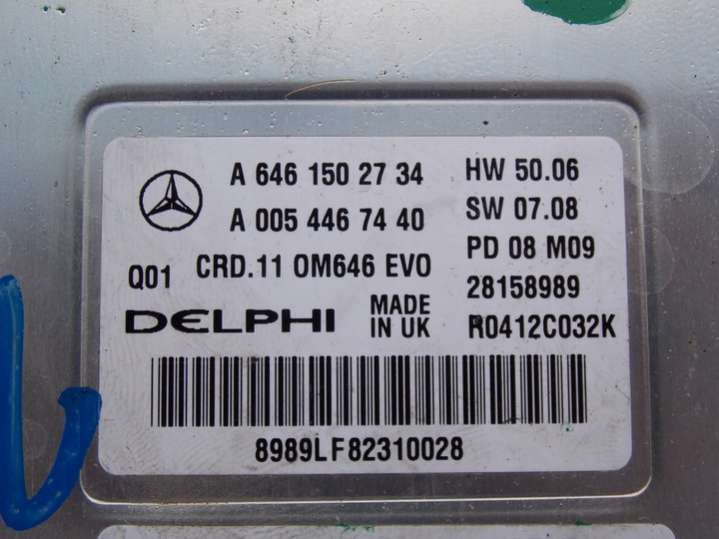 A 646 150 27 34 HW 50.06
A 005 446 74 40 SW 07.08
Q01 CRD.11 OM646 EVO PD 08 M09
28158989
DELPHI MADE IN UK R0412C032K
8989LF82310028